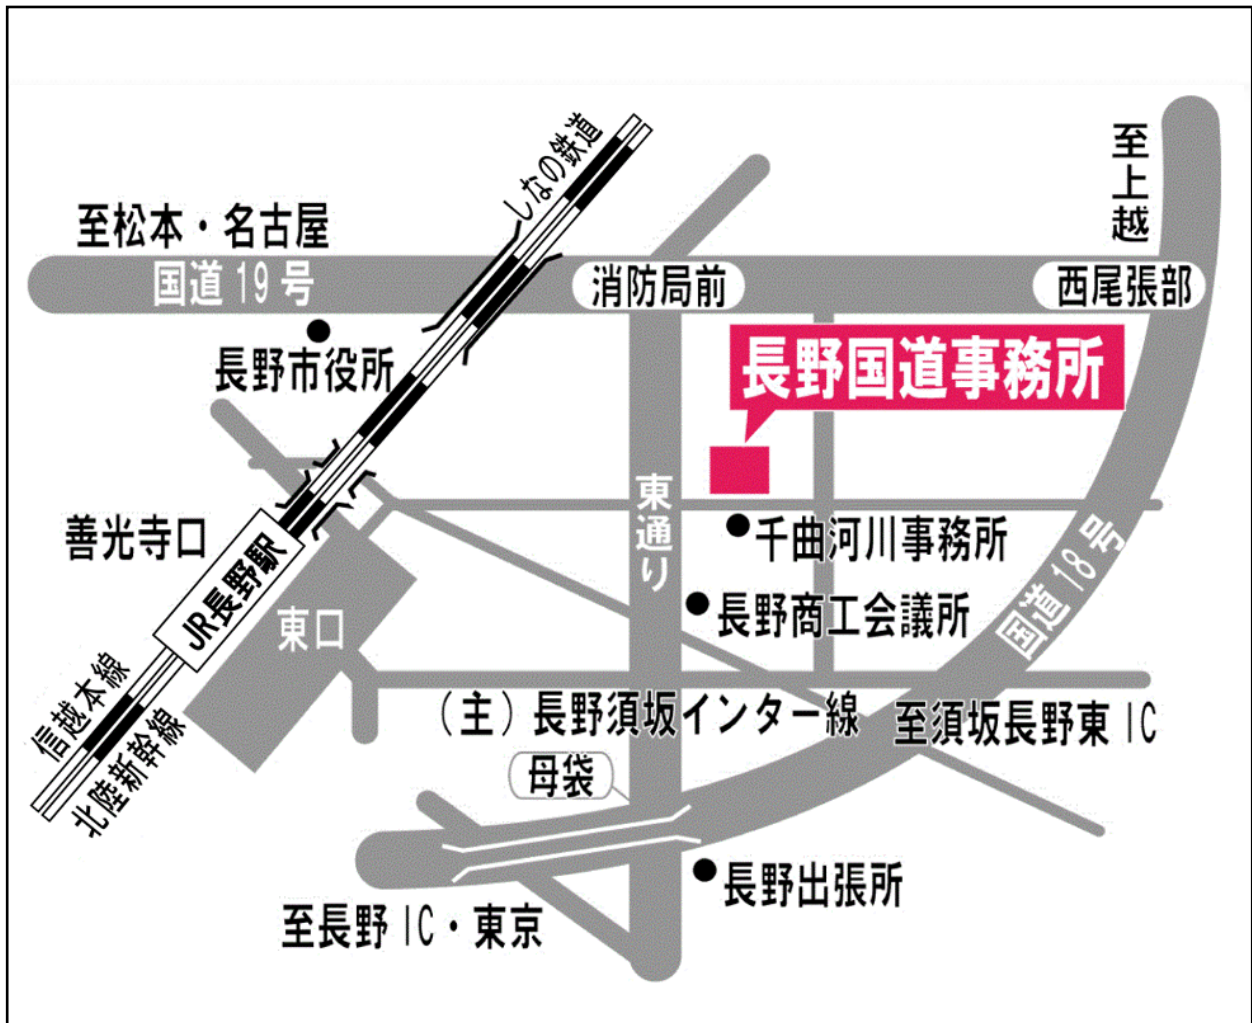 しなの鉄道
至上越
至松本・名古屋
国道19号
消防局前
西尾張部
長野市役所
長野国道事務所
東通り
善光寺口
千曲河川事務所
国道18号
JR長野駅
東口
長野商工会議所
信越本線
北陸新幹線
（主）長野須坂インター線
至須坂長野東IC
母袋
長野出張所
至長野IC・東京